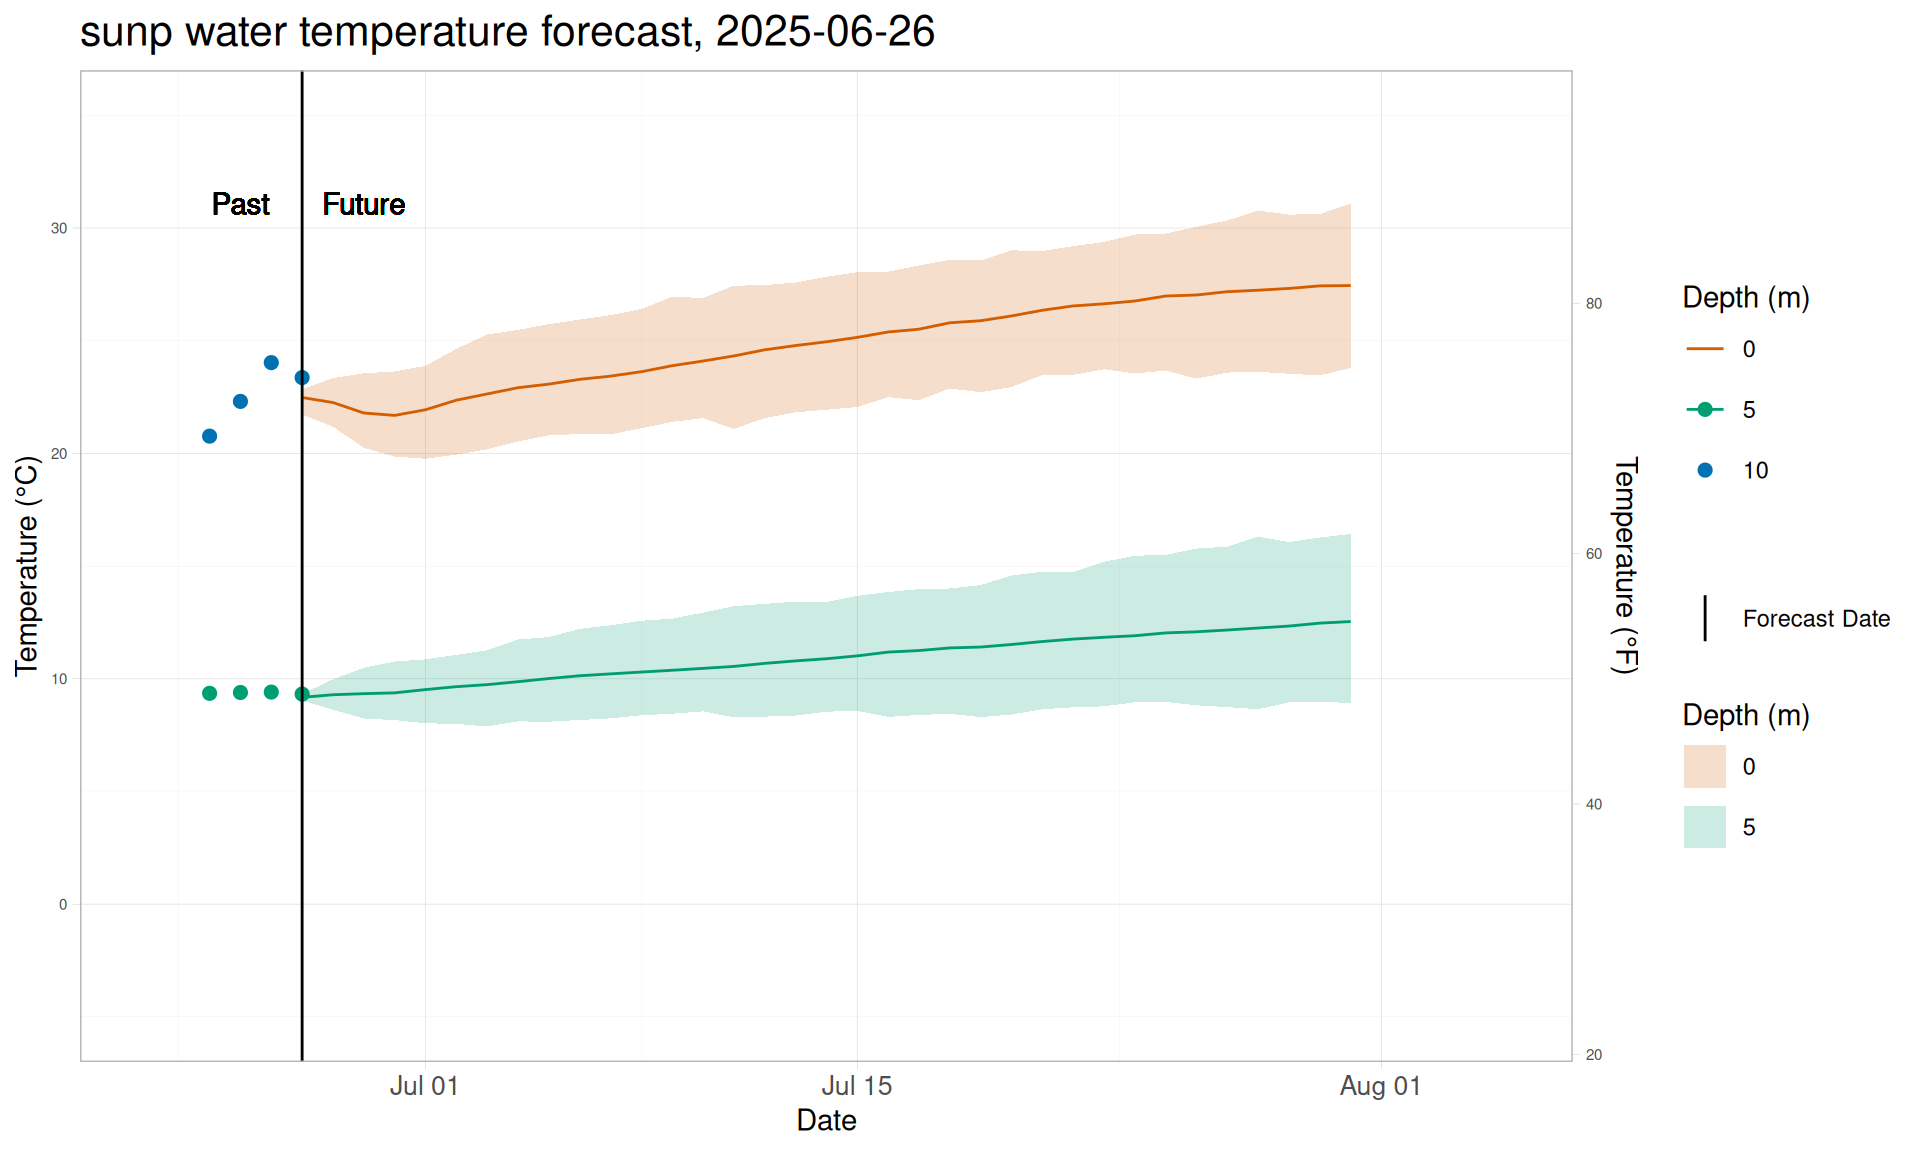 sunp water temperature forecast, 2025-06-26
Past
Future
30
20
10
0
Temperature (°C)
80
60
40
20
Temperature (°F)
Jul 01
Jul 15
Aug 01
Date
Depth (m)
0
5
10
Forecast Date
Depth (m)
0
5